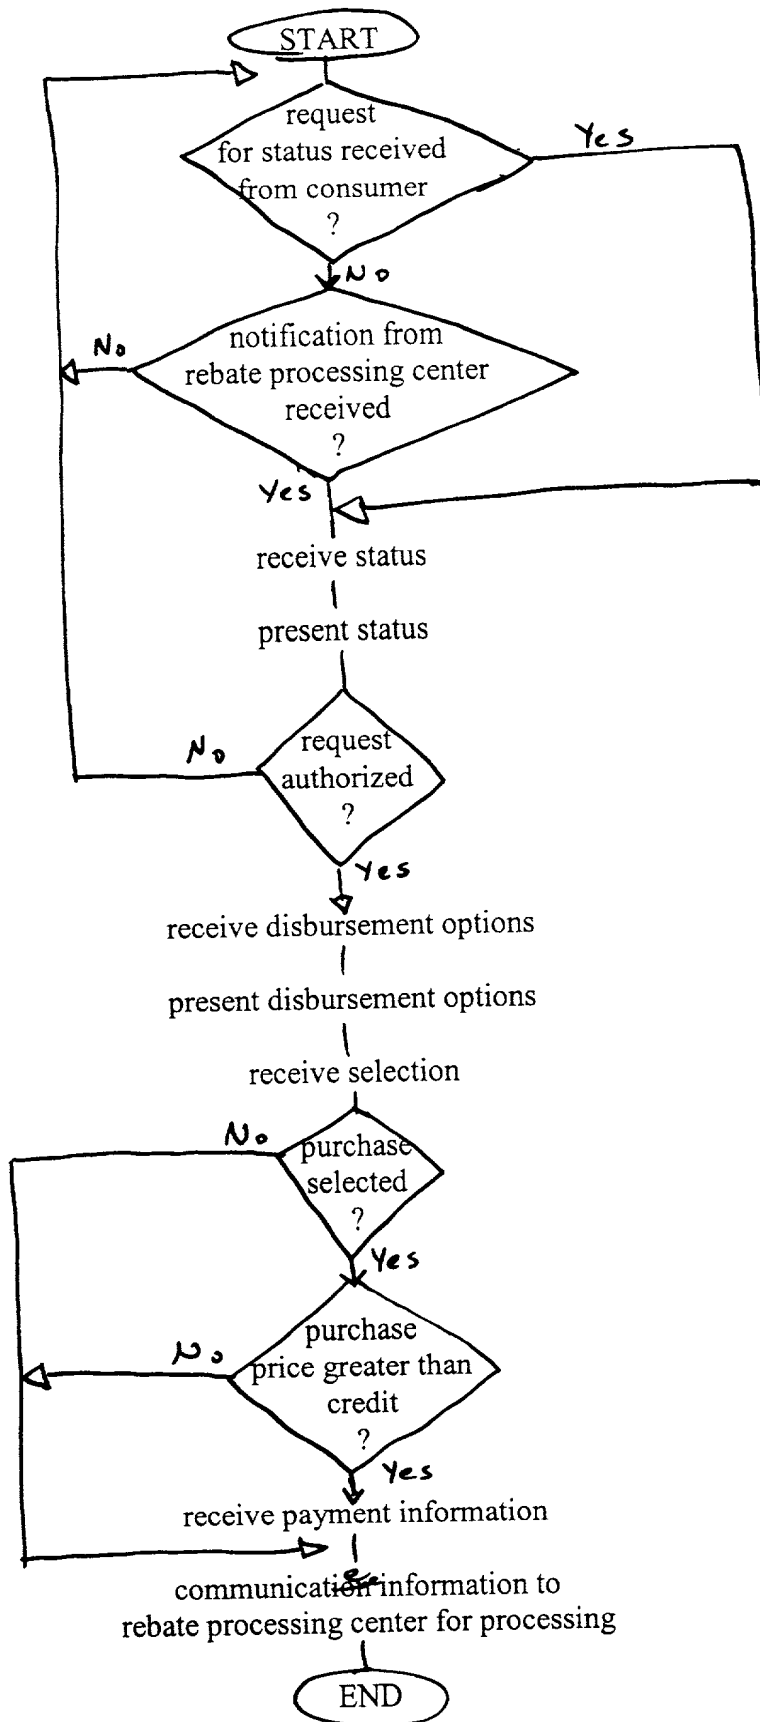 START
request
for status received
from consumer
?
Yes
No
notification from
rebate processing center
received
?
No
Yes
receive status
present status
request
authorized
?
No
Yes
receive disbursement options
present disbursement options
receive selection
No
purchase
selected
?
Yes
purchase
price greater than
credit
?
No
Yes
receive payment information
e
communication information to
rebate processing center for processing
END